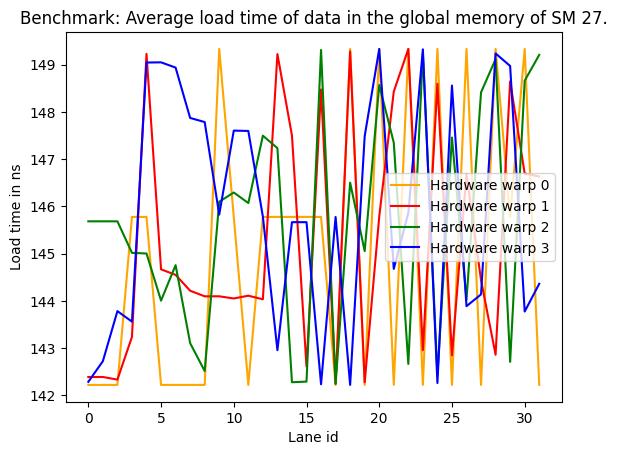 Benchmark: Average load time of data in the global memory of SM 27.
Load time in ns
149
148
147
146
145
144
143
142
Hardware warp 0
Hardware warp 1
Hardware warp 2
Hardware warp 3
0 5 10 15 20 25 30
Lane id